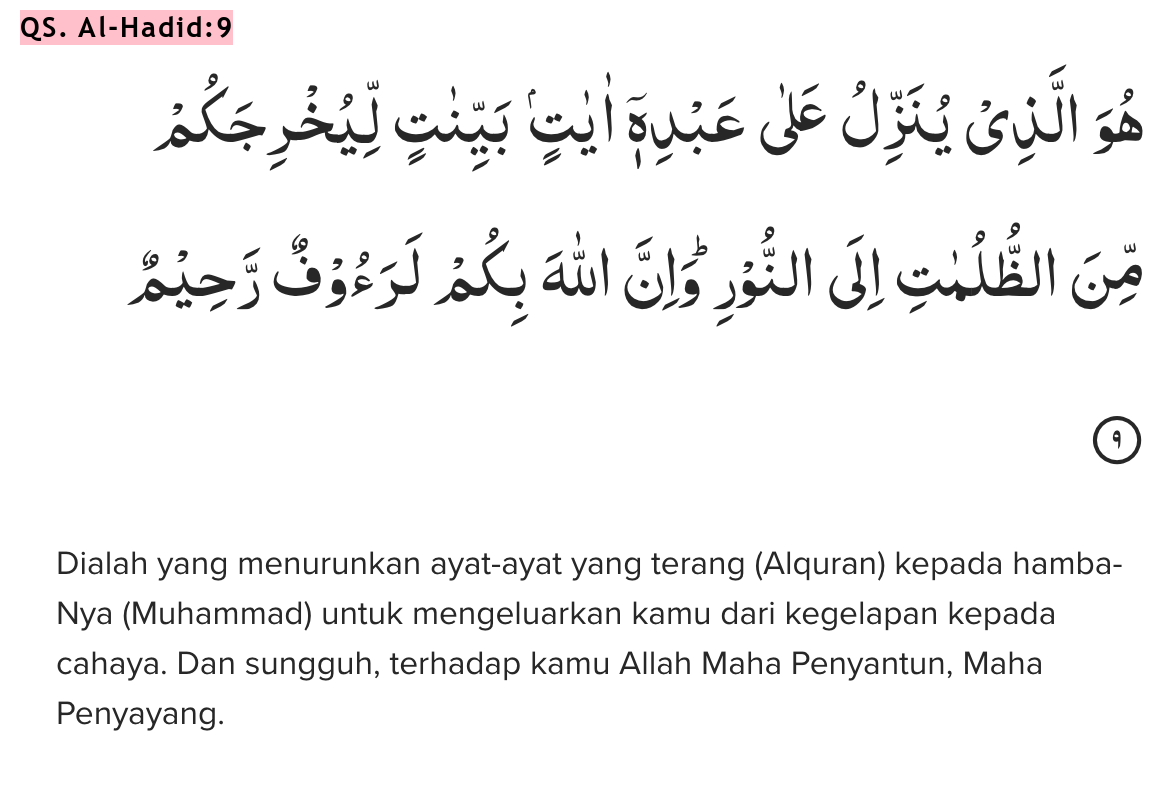 QS. Al-Hadid:9
هُوَ الَّذِيْ يُنَزِّلُ عَلٰى عَبْدِهٖٓ اٰيٰتٍۢ بَيِّنٰتٍ لِّيُخْرِجَكُمْ
مِّنَ الظُّلُمٰتِ اِلَى النُّوْرِۗ وَاِنَّ اللّٰهَ بِكُمْ لَرَءُوْفٌ رَّحِيْمٌ
٩
Dialah yang menurunkan ayat-ayat yang terang (Alquran) kepada hamba-
Nya (Muhammad) untuk mengeluarkan kamu dari kegelapan kepada
cahaya. Dan sungguh, terhadap kamu Allah Maha Penyantun, Maha
Penyayang.